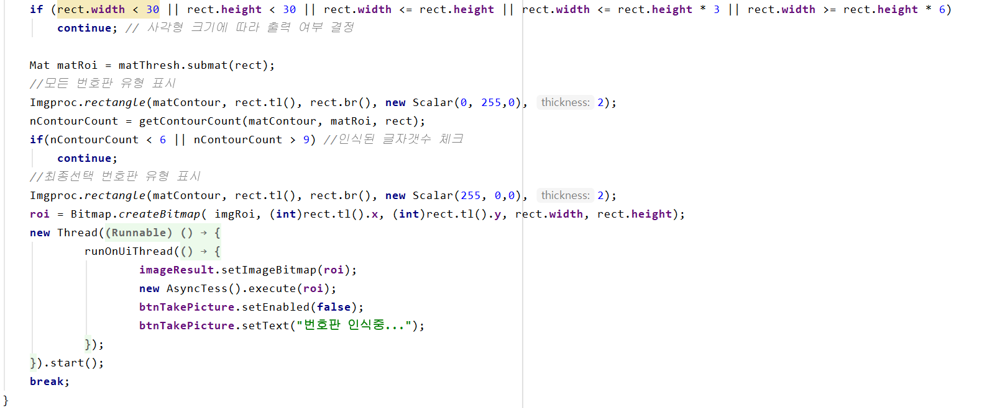 if (rect.width < 30 || rect.height < 30 || rect.width <= rect.height || rect.width <= rect.height * 3 || rect.width >= rect.height * 6)
continue; // 사각형 크기에 따라 출력 여부 결정
Mat matRoi = matThresh.submat(rect);
//모든 번호판 유형 표시
Imgproc.rectangle(matContour, rect.tl(), rect.br(), new Scalar(0, 255,0), thickness: 2);
nContourCount = getContourCount(matContour, matRoi, rect);
if(nContourCount < 6 || nContourCount > 9) //인식된 글자갯수 체크
continue;
//최종선택 번호판 유형 표시
Imgproc.rectangle(matContour, rect.tl(), rect.br(), new Scalar(255, 0,0), thickness: 2);
roi = Bitmap.createBitmap( imgRoi, (int)rect.tl().x, (int)rect.tl().y, rect.width, rect.height);
new Thread((Runnable) () → {
runOnUiThread(() → {
imageResult.setImageBitmap(roi);
new AsyncTess().execute(roi);
btnTakePicture.setEnabled(false);
btnTakePicture.setText("번호판 인식중...");
});
}).start();
break;
}